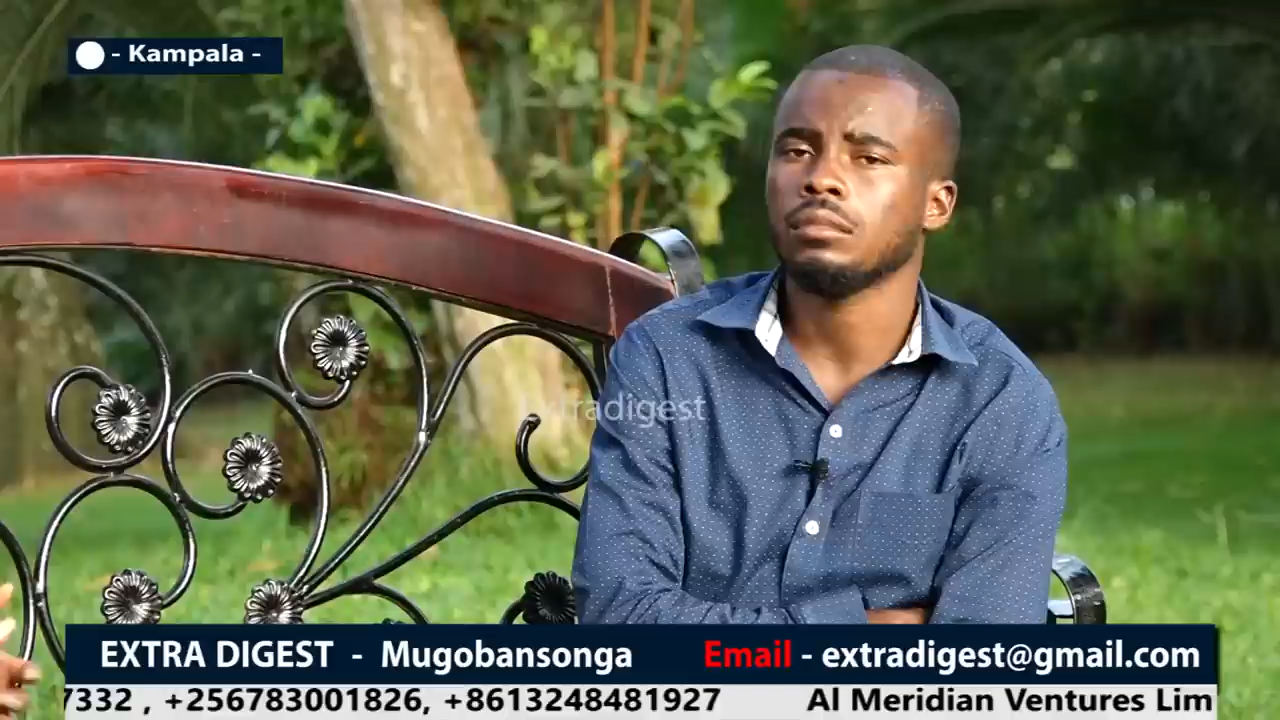 - Kampala -
extradigest
EXTRA DIGEST - Mugobansonga Email - extradigest@gmail.com
7332 , +256783001826, +8613248481927 Al Meridian Ventures Lim